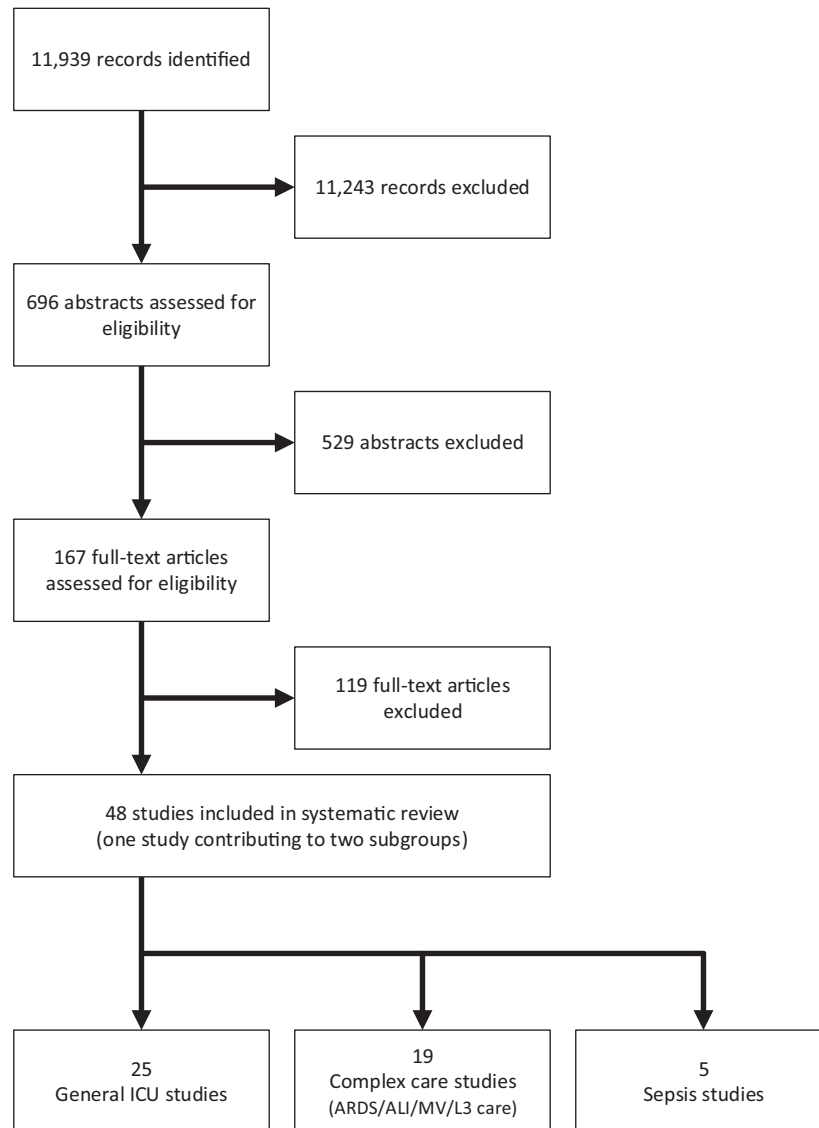 11,939 records identified
11,243 records excluded
696 abstracts assessed for
eligibility
529 abstracts excluded
167 full-text articles
assessed for eligibility
119 full-text articles
excluded
48 studies included in systematic review
(one study contributing to two subgroups)
25
General ICU studies
19
Complex care studies
(ARDS/ALI/MV/L3 care)
5
Sepsis studies